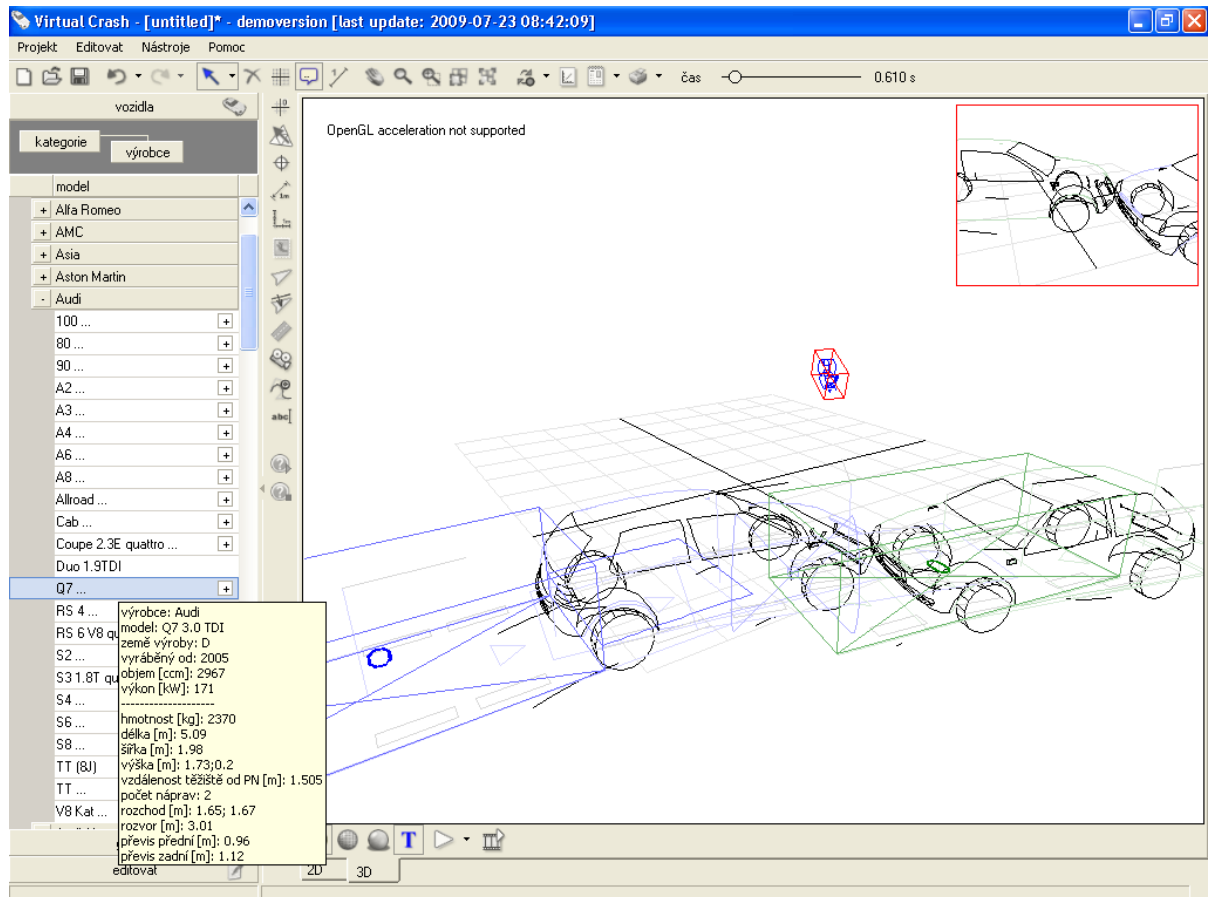 Virtual Crash - [untitled]* - demoversion [last update: 2009-07-23 08:42:09]
Projekt Editovat Nástroje Pomoc
čas 0.610 s
vozidla
kategorie
výrobce
model
Alfa Romeo
AMC
Asia
Aston Martin
Audi
100 ...
80 ...
90 ...
A2 ...
A3 ...
A4 ...
A6 ...
A8 ...
Allroad ...
Cab ...
Coupe 2.3E quattro ...
Duo 1.9TDI
Q7 ...
RS 4 ...
RS 6 V8 qu
S2 ...
S3 1.8T qu
S4 ...
S6 ...
S8 ...
TT (8J)
TT ...
V8 Kat ...
editovat
výrobce: Audi
model: Q7 3.0 TDI
země výroby: D
vyráběný od: 2005
objem [ccm]: 2967
výkon [kW]: 171
--------------------
hmotnost [kg]: 2370
délka [m]: 5.09
šířka [m]: 1.98
výška [m]: 1.73;0.2
vzdálenost těžiště od PN [m]: 1.505
počet náprav: 2
rozchod [m]: 1.65; 1.67
rozvor [m]: 3.01
převis přední [m]: 0.96
převis zadní [m]: 1.12
1m
abc
OpenGL acceleration not supported
T
2D 3D